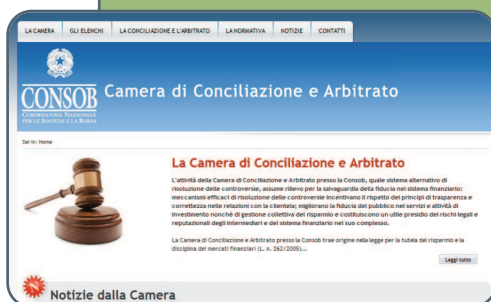 LA CAMERA GLI ELENCHI LA CONCILIAZIONE E L'ARBITRATO LA NORMATIVA NOTIZIE CONTATTI
CONSOB
COMMISSIONE NAZIONALE
PER LE SOCIETÀ E LA BORSA
Camera di Conciliazione e Arbitrato
Sei in: Home
La Camera di Conciliazione e Arbitrato
L'attività della Camera di Conciliazione e Arbitrato presso la Consob, quale sistema alternativo di
risoluzione delle controversie, assume rilievo per la salvaguardia della fiducia nel sistema finanziario:
meccanismi efficaci di risoluzione delle controversie incentivano il rispetto dei principi di trasparenza e
correttezza nelle relazioni con la clientela; migliorano la fiducia del pubblico nei servizi e attività di
investimento nonché di gestione collettiva del risparmio e costituiscono un utile presidio dei rischi legali e
reputazionali degli intermediari e del sistema finanziario nel suo complesso.
La Camera di Conciliazione e Arbitrato presso la Consob trae origine nella legge per la tutela del risparmio e la
disciplina dei mercati finanziari (L. n. 262/2005)...
Leggi tutto
N Notizie dalla Camera